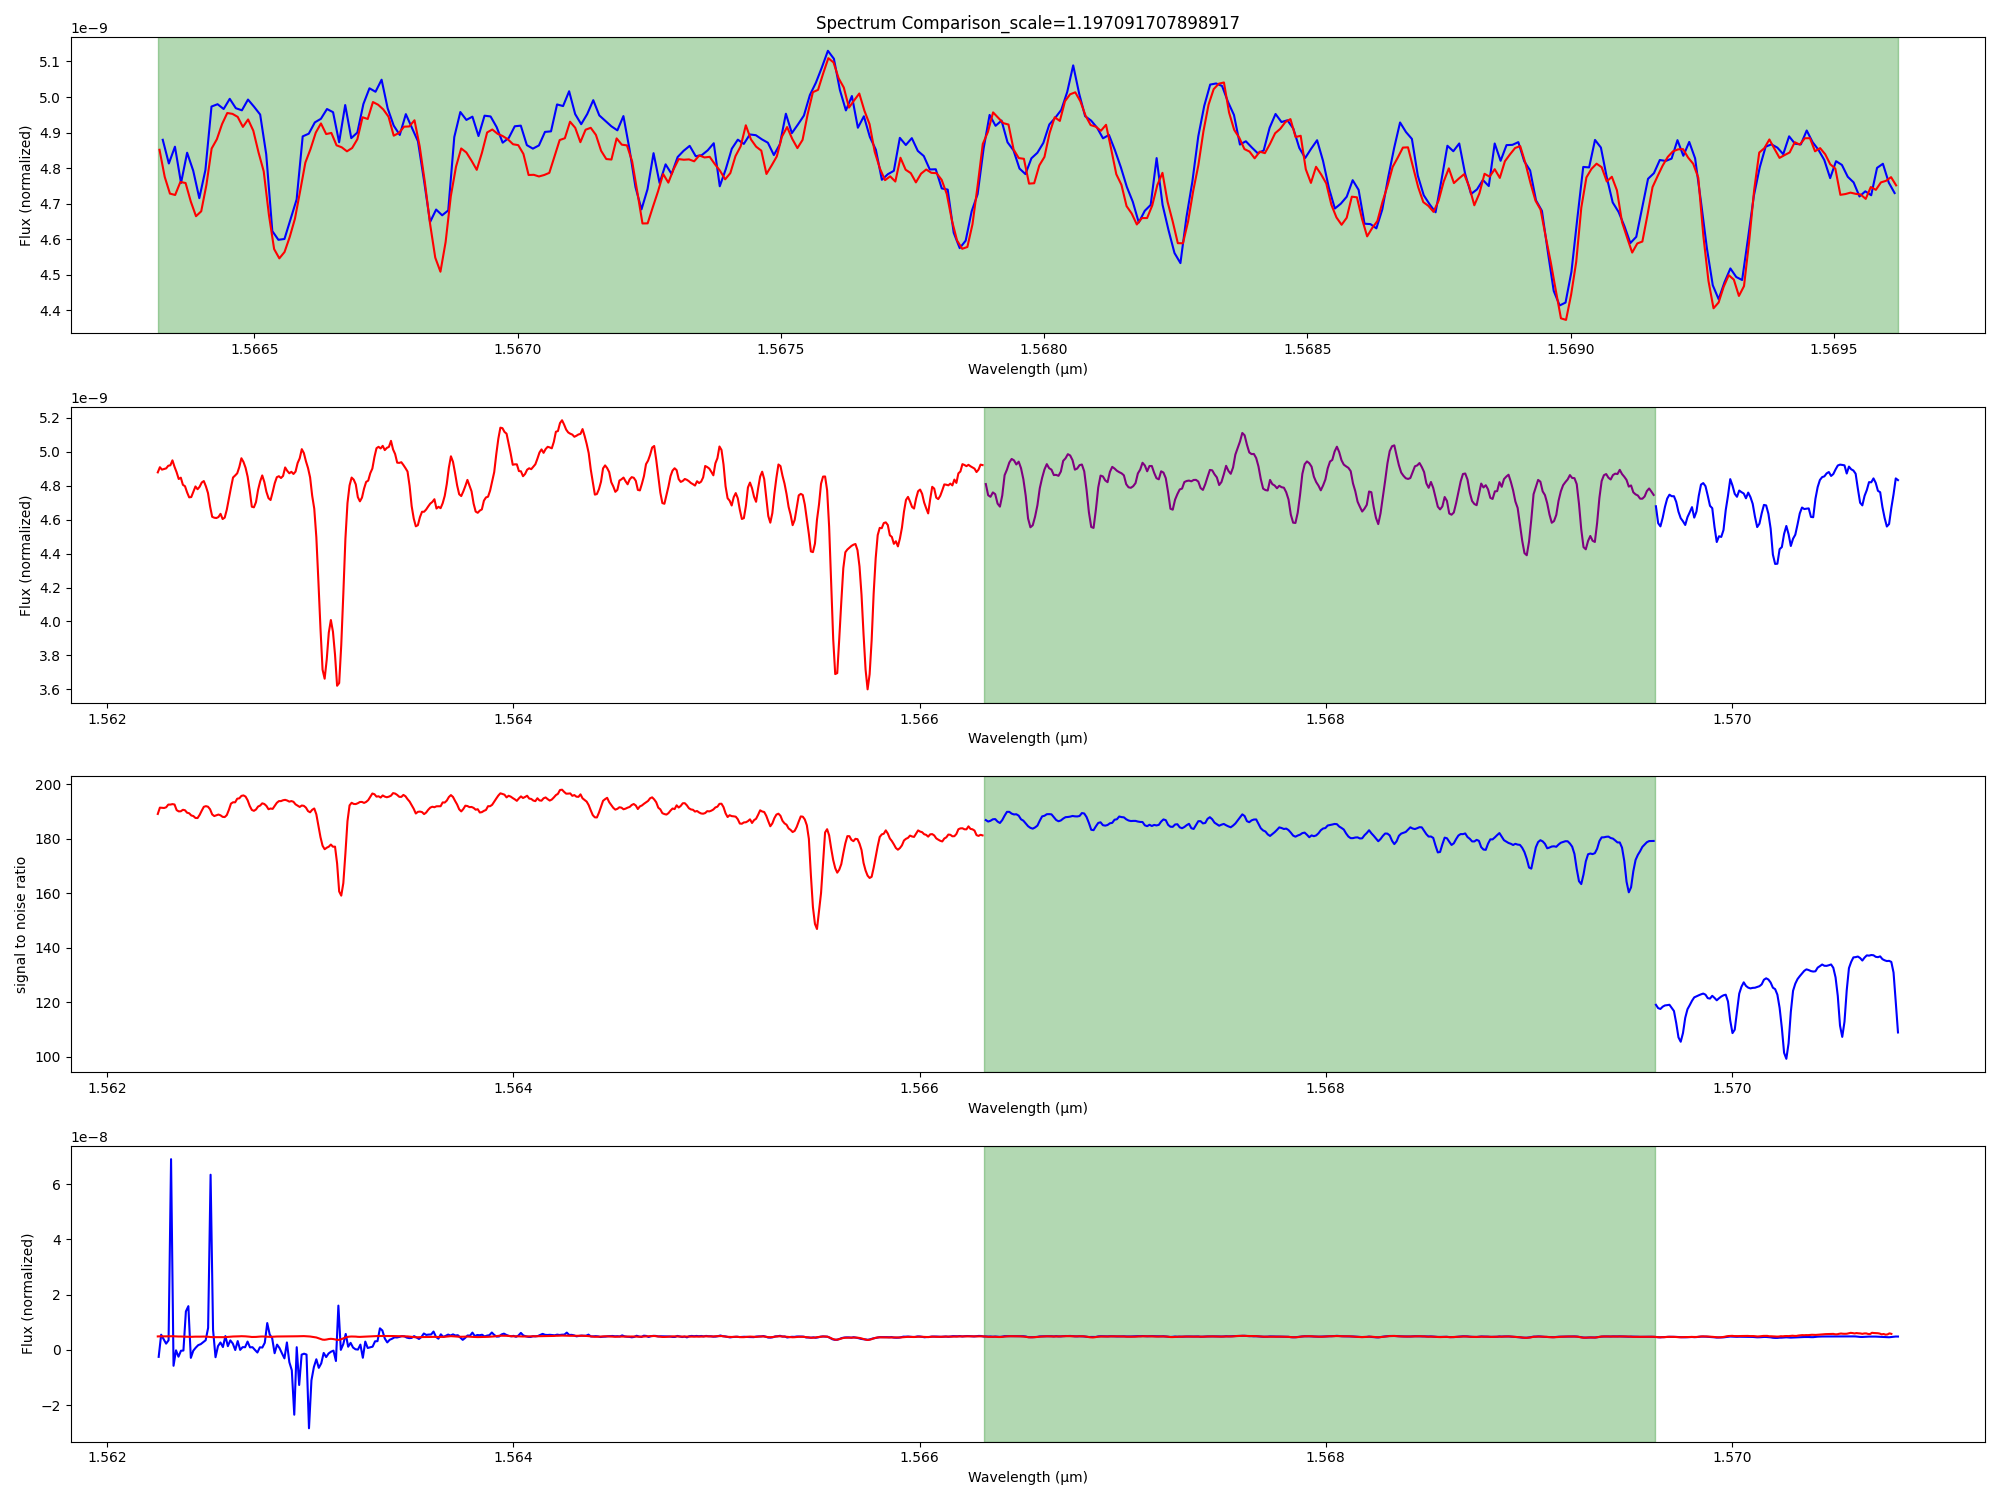 Spectrum Comparison_scale=1.197091707898917
1e−9
5.1
5.0
4.9
4.8
4.7
4.6
4.5
4.4
Flux (normalized)
1.5665 1.5670 1.5675 1.5680 1.5685 1.5690 1.5695
Wavelength (μm)
1e−9
5.2
5.0
4.8
4.6
4.4
4.2
4.0
3.8
3.6
Flux (normalized)
1.562 1.564 1.566 1.568 1.570
Wavelength (μm)
200
180
160
140
120
100
signal to noise ratio
1.562 1.564 1.566 1.568 1.570
Wavelength (μm)
1e−8
6
4
2
0
−2
Flux (normalized)
1.562 1.564 1.566 1.568 1.570
Wavelength (μm)